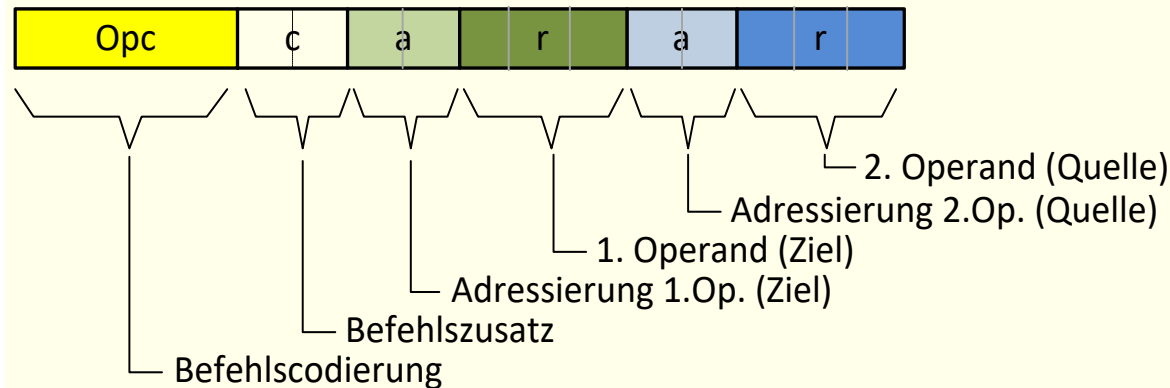 Opc c a r a r
2. Operand (Quelle)
Adressierung 2.Op. (Quelle)
1. Operand (Ziel)
Adressierung 1.Op. (Ziel)
Befehlszusatz
Befehlscodierung